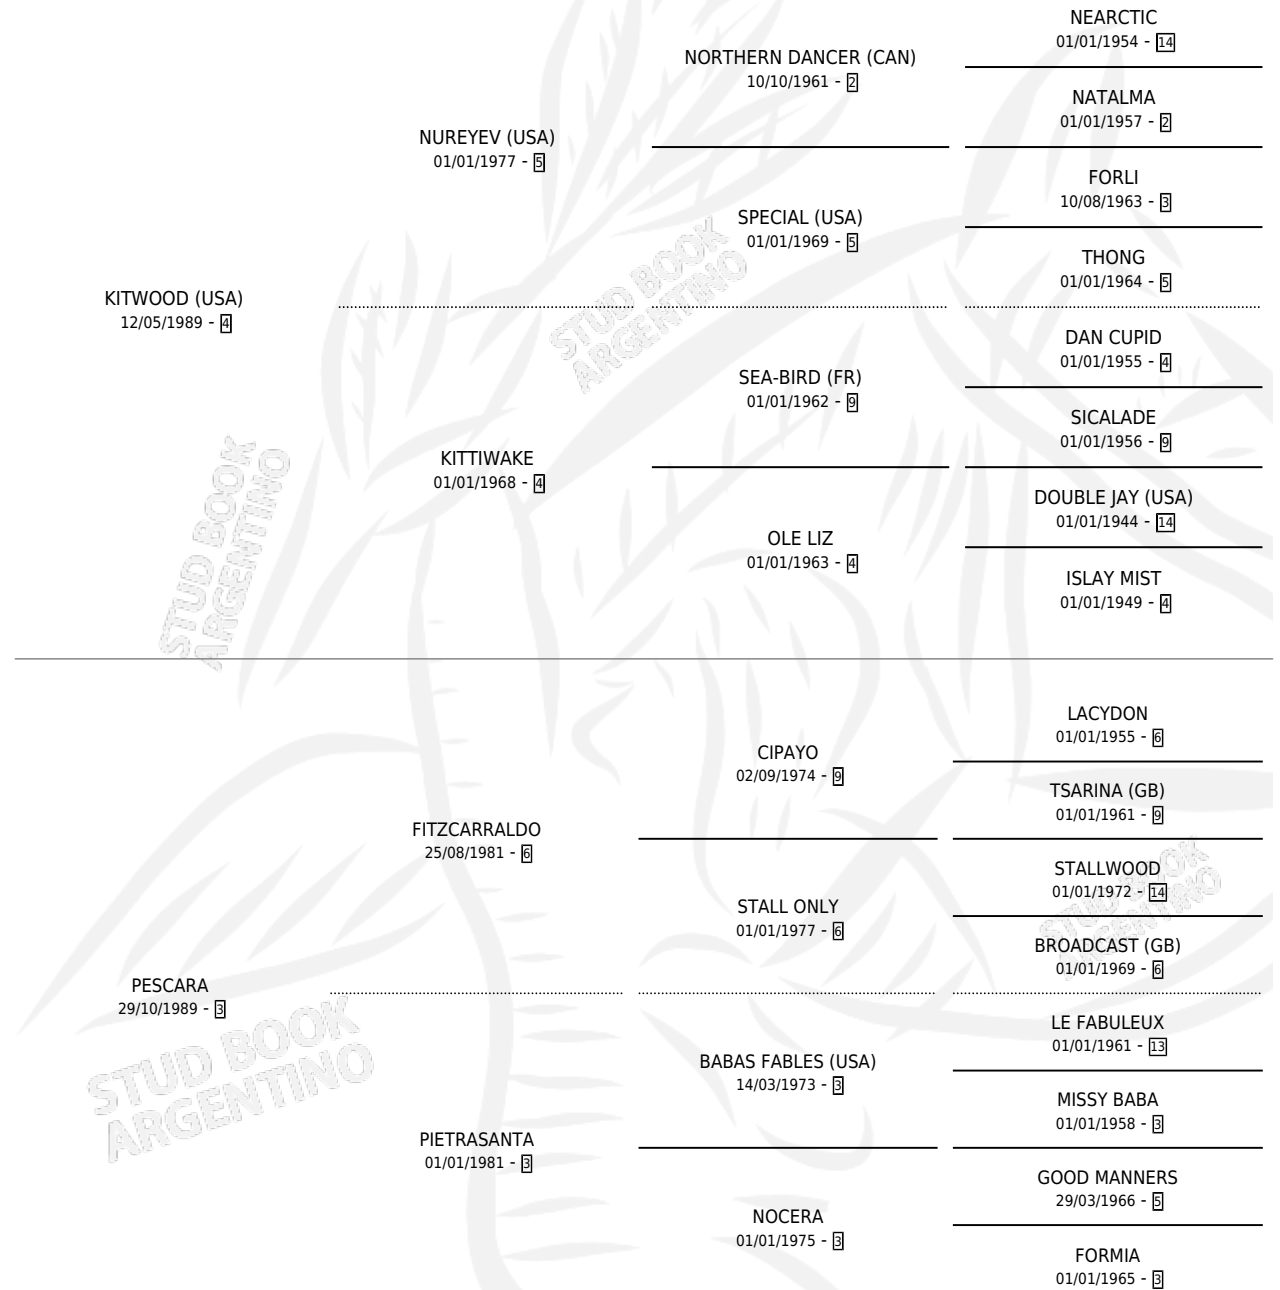 NEARCTIC
01/01/1954 - 14
NORTHERN DANCER (CAN)
10/10/1961 - 2
NATALMA
01/01/1957 - 2
NUREYEV (USA)
01/01/1977 - 5
FORLI
10/08/1963 - 3
SPECIAL (USA)
01/01/1969 - 5
THONG
01/01/1964 - 5
KITWOOD (USA)
12/05/1989 - 4
DAN CUPID
01/01/1955 - 4
SEA-BIRD (FR)
01/01/1962 - 9
SICALADE
01/01/1956 - 9
KITTIWAKE
01/01/1968 - 4
DOUBLE JAY (USA)
01/01/1944 - 14
OLE LIZ
01/01/1963 - 4
ISLAY MIST
01/01/1949 - 4
LACYDON
01/01/1955 - 6
CIPAYO
02/09/1974 - 9
TSARINA (GB)
01/01/1961 - 9
FITZCARRALDO
25/08/1981 - 6
STALLWOOD
01/01/1972 - 14
STALL ONLY
01/01/1977 - 6
BROADCAST (GB)
01/01/1969 - 6
PESCARA
29/10/1989 - 3
LE FABULEUX
01/01/1961 - 13
BABAS FABLES (USA)
14/03/1973 - 3
MISSY BABA
01/01/1958 - 3
PIETRASANTA
01/01/1981 - 3
GOOD MANNERS
29/03/1966 - 5
NOCERA
01/01/1975 - 3
FORMIA
01/01/1965 - 3
STUD BOOK
ARGENTINO
STUD BOOK
ARGENTINO
STUD BOOK
ARGENTINO
STUD BOOK
ARGENTINO